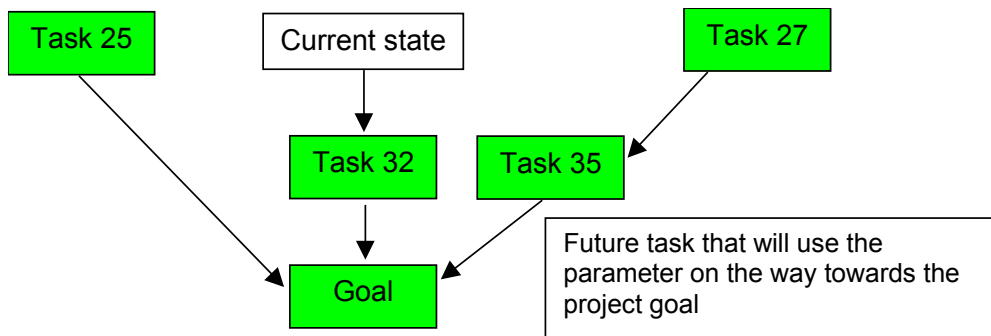 Task 25
Current state
Task 27
Task 32
Task 35
Goal
Future task that will use the
parameter on the way towards the
project goal